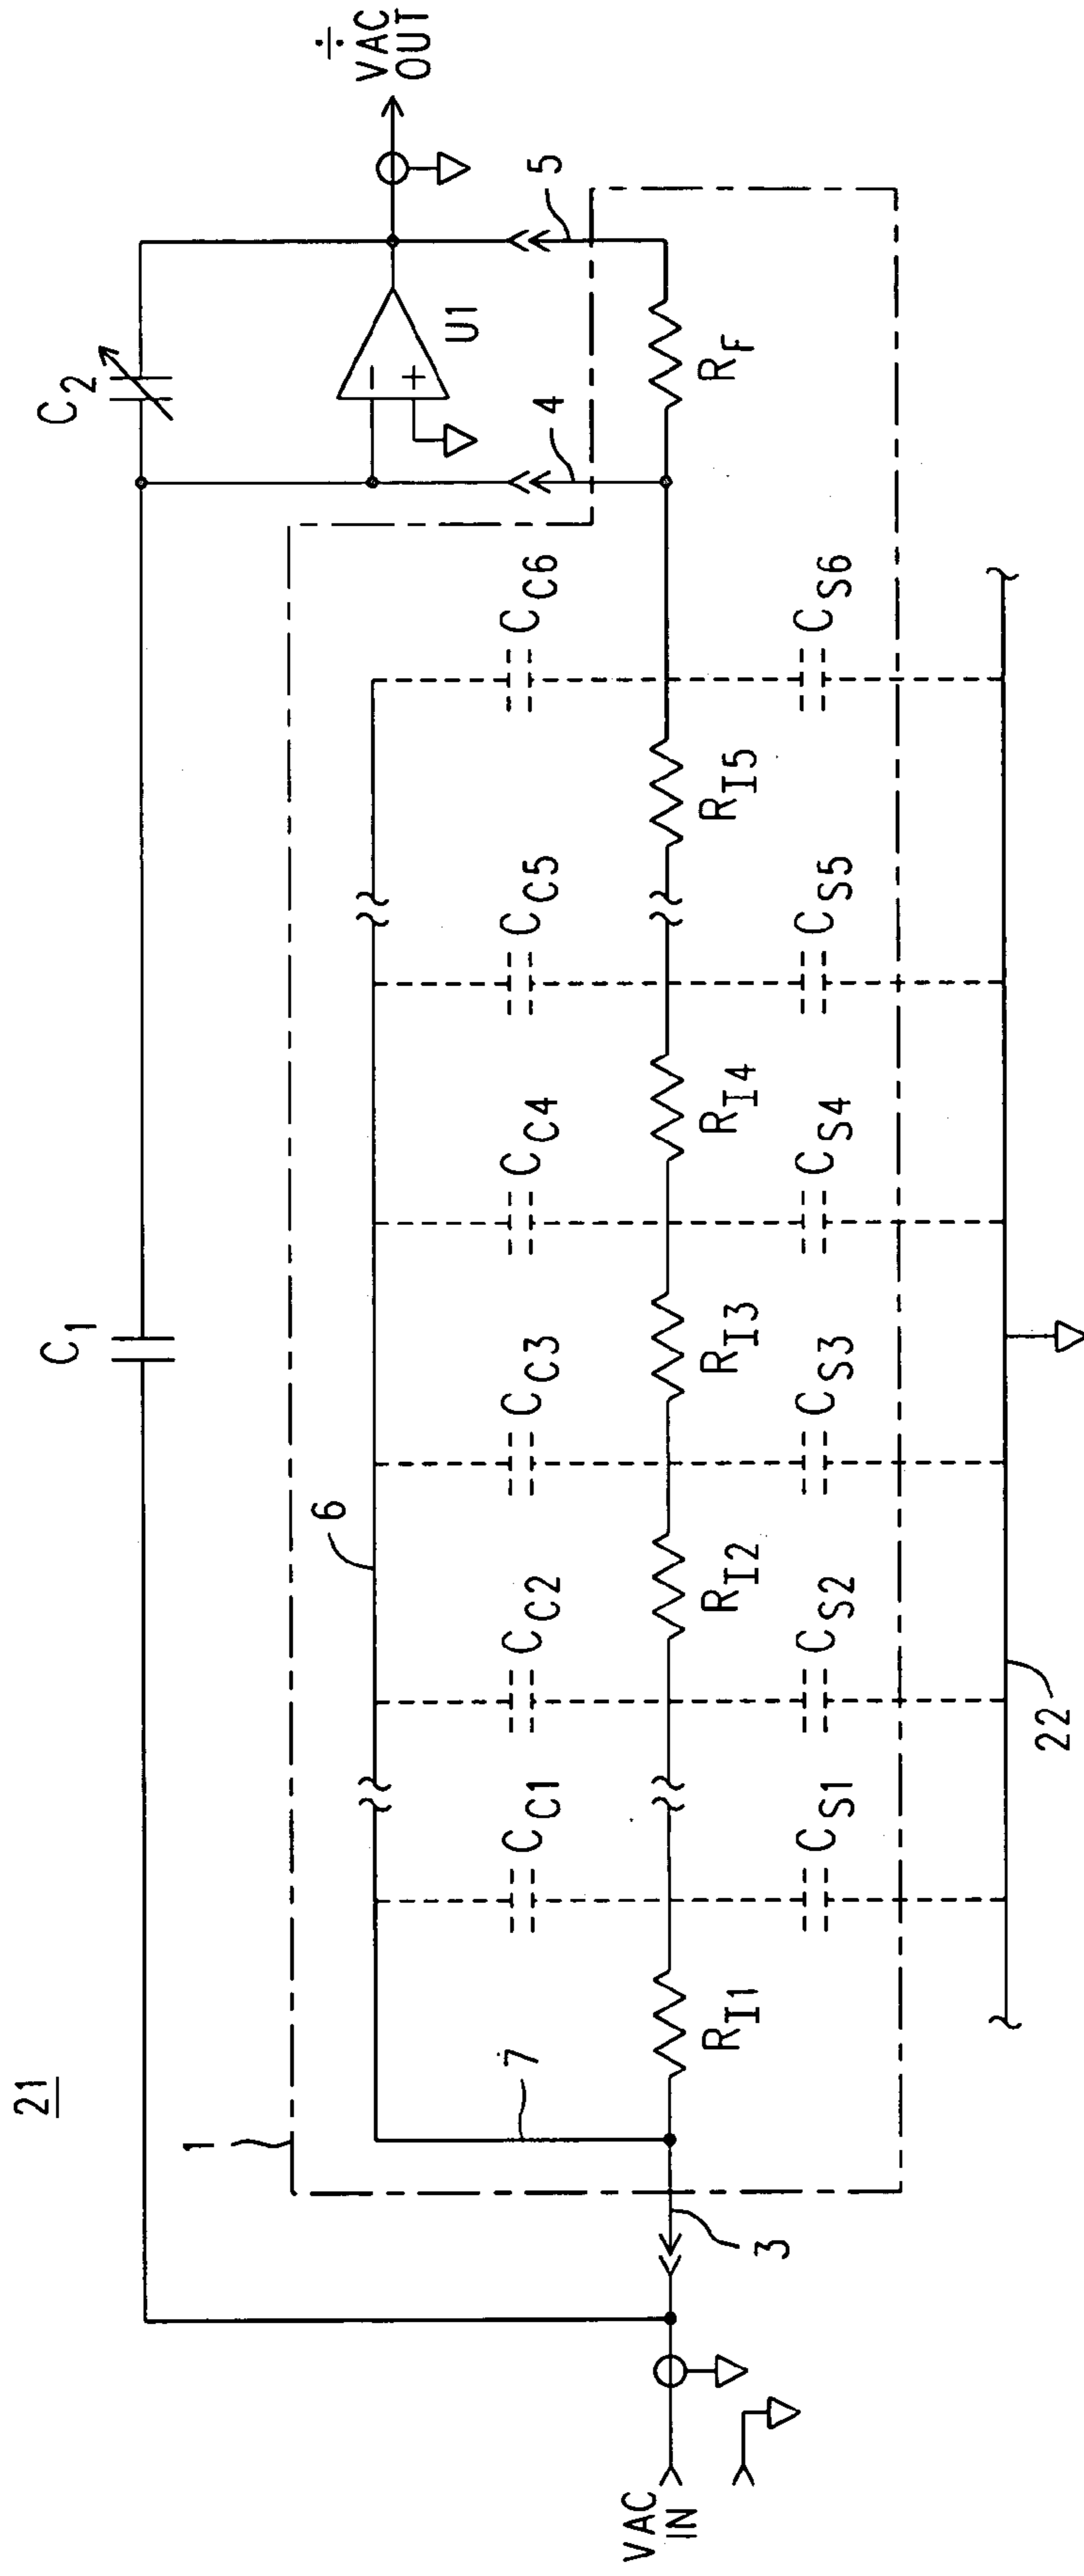 21
C1
C2
÷
VAC
OUT
U1
−
+
5
4
1
6
7
3
CC1
CC2
CC3
CC4
CC5
CC6
RI1
RI2
RI3
RI4
RI5
RF
CS1
CS2
CS3
CS4
CS5
CS6
22
VAC
IN